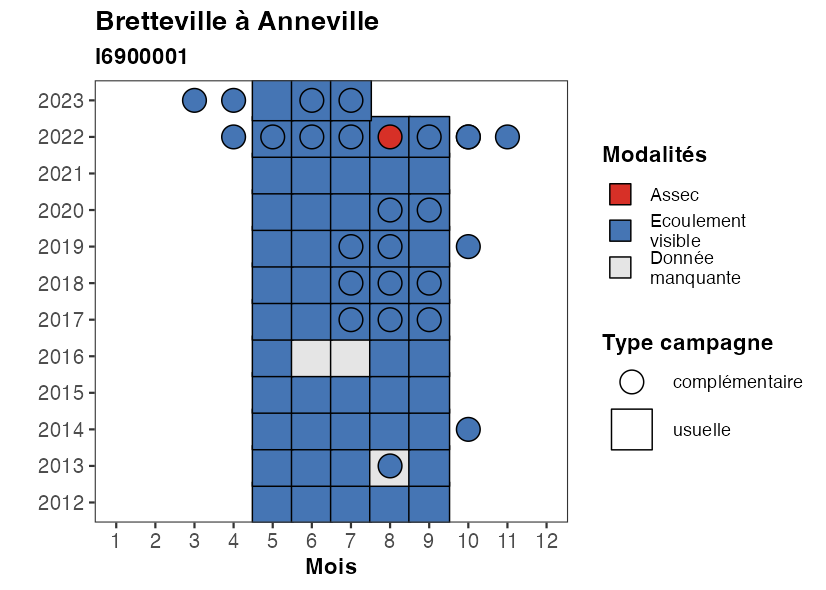 Bretteville à Anneville
I6900001
2023
2022
2021
2020
2019
2018
2017
2016
2015
2014
2013
2012
1 2 3 4 5 6 7 8 9 10 11 12
Mois
Modalités
Assec
Ecoulement
visible
Donnée
manquante
Type campagne
complémentaire
usuelle